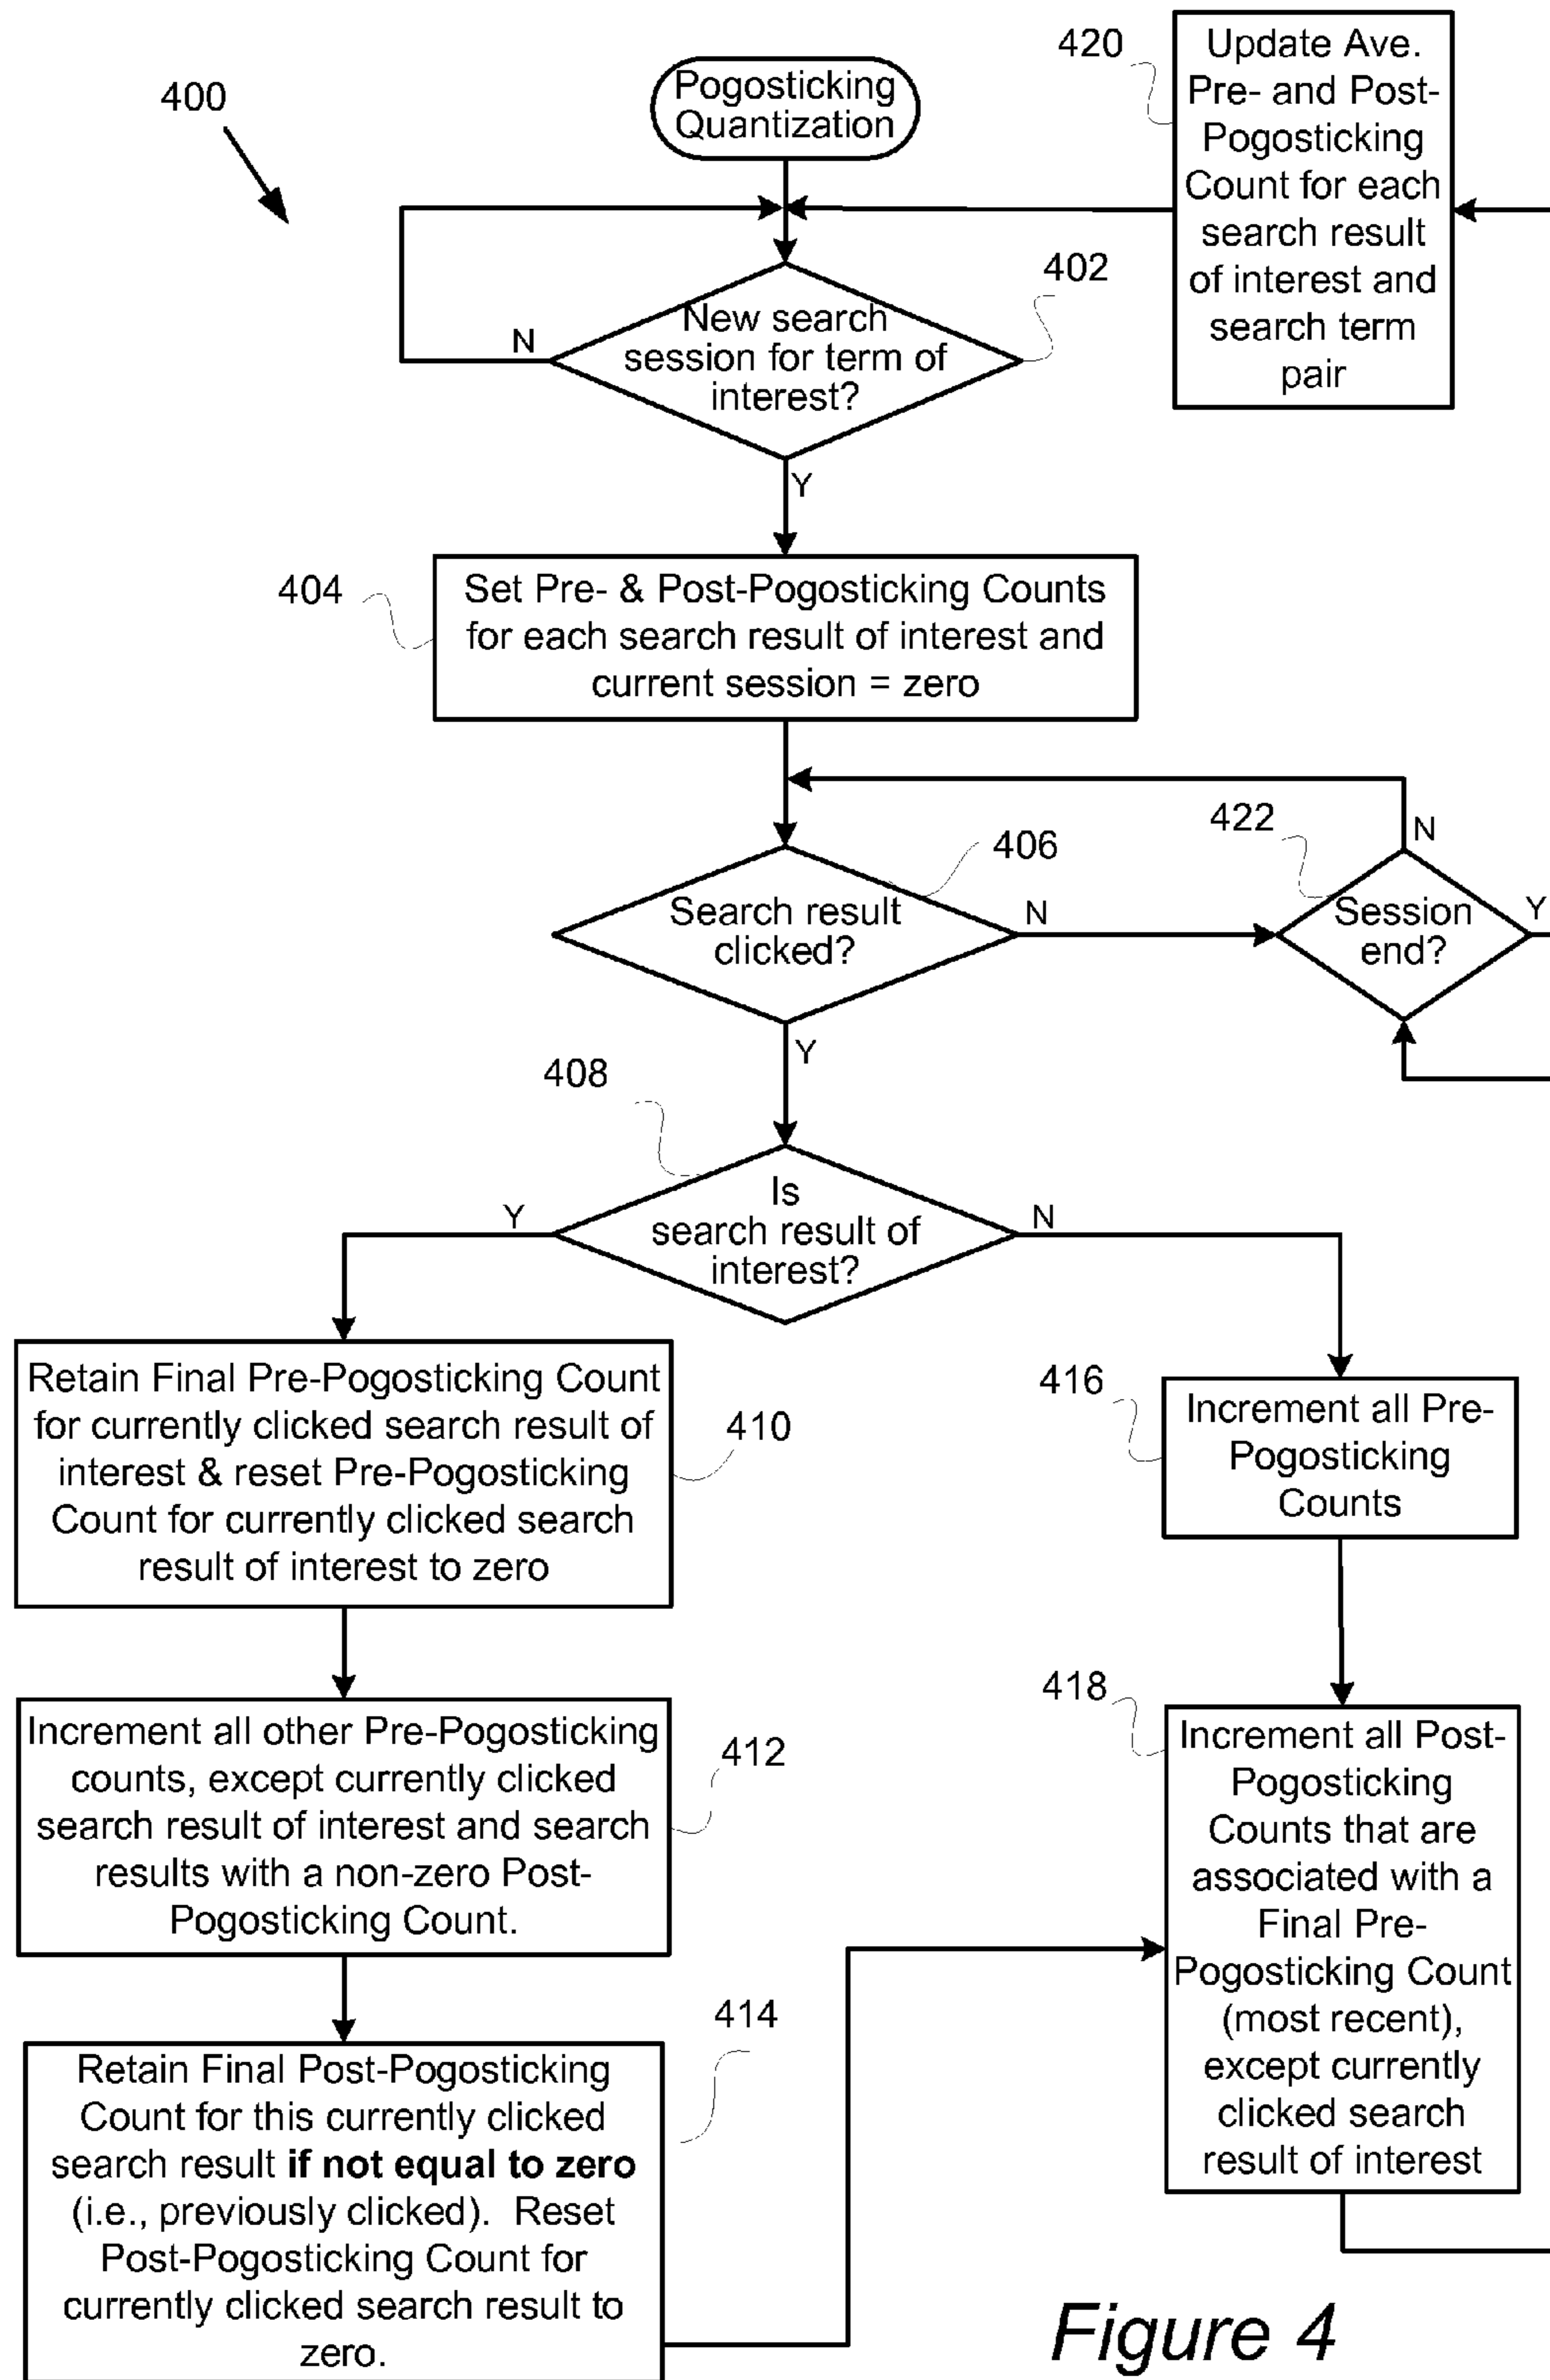 400
Pogosticking
Quantization
420
Update Ave.
Pre- and Post-
Pogosticking
Count for each
search result
of interest and
search term
pair
402
New search
session for term of
interest?
N
Y
404
Set Pre- & Post-Pogosticking Counts
for each search result of interest and
current session = zero
406
Search result
clicked?
N
Y
422
Session
end?
N
Y
408
Is
search result of
interest?
Y
N
Retain Final Pre-Pogosticking Count
for currently clicked search result of
interest & reset Pre-Pogosticking
Count for currently clicked search
result of interest to zero
410
416
Increment all Pre-
Pogosticking
Counts
Increment all other Pre-Pogosticking
counts, except currently clicked
search result of interest and search
results with a non-zero Post-
Pogosticking Count.
412
418
Increment all Post-
Pogosticking
Counts that are
associated with a
Final Pre-
Pogosticking Count
(most recent),
except currently
clicked search
result of interest
414
Retain Final Post-Pogosticking
Count for this currently clicked
search result if not equal to zero
(i.e., previously clicked). Reset
Post-Pogosticking Count for
currently clicked search result to
zero.
Figure 4